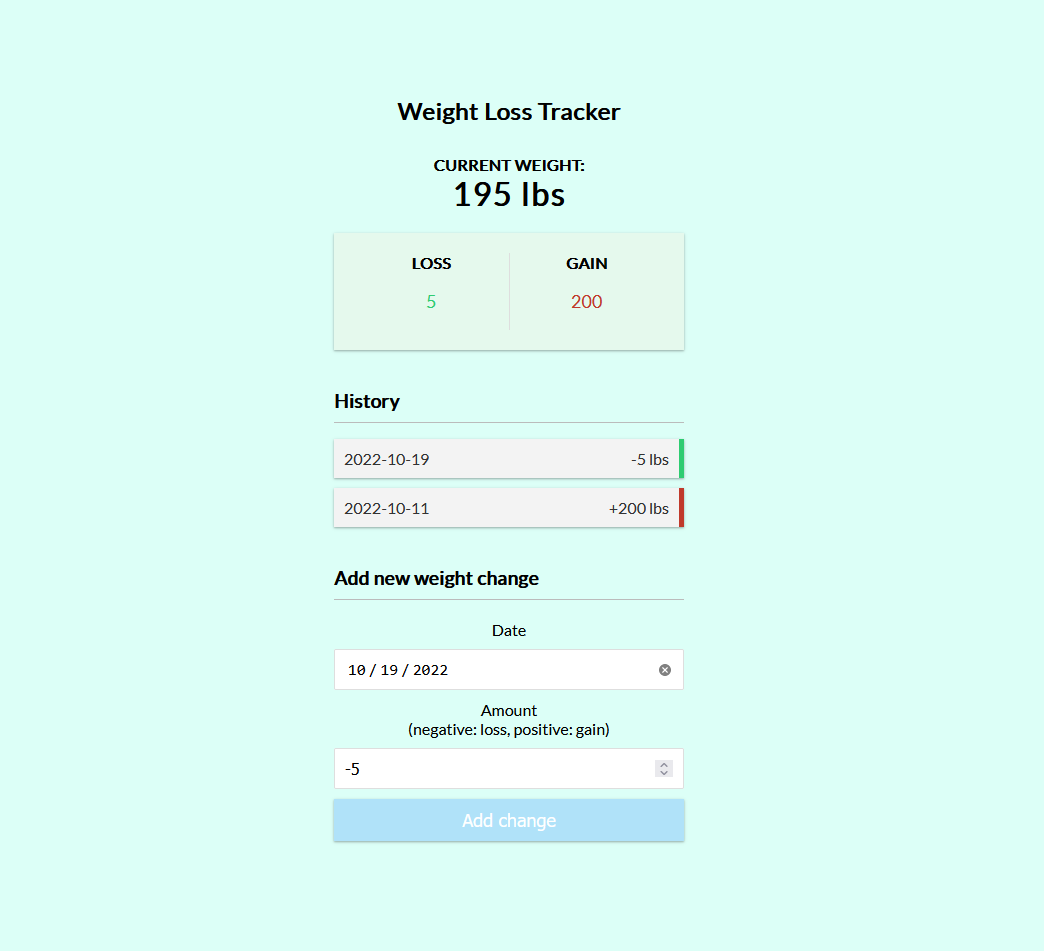 Weight Loss Tracker
CURRENT WEIGHT:
195 lbs
LOSS GAIN
5 200
History
2022-10-19 -5 lbs
2022-10-11 +200 lbs
Add new weight change
Date
10 / 19 / 2022
Amount
(negative: loss, positive: gain)
-5
Add change